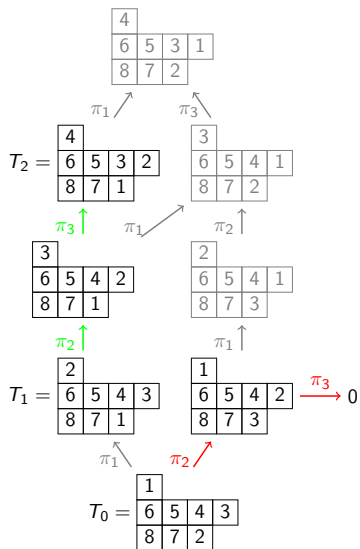 4
6 5 3 1
8 7 2
π₁ π₃
4 3
T₂ = 6 5 3 2 6 5 4 1
8 7 1 8 7 2
π₃ π₁ π₂
3 2
6 5 4 2 6 5 4 1
8 7 1 8 7 3
π₂ π₁
2 1
T₁ = 6 5 4 3 6 5 4 2 π₃ 0
8 7 1 8 7 3
π₁ π₂
1
T₀ = 6 5 4 3
8 7 2